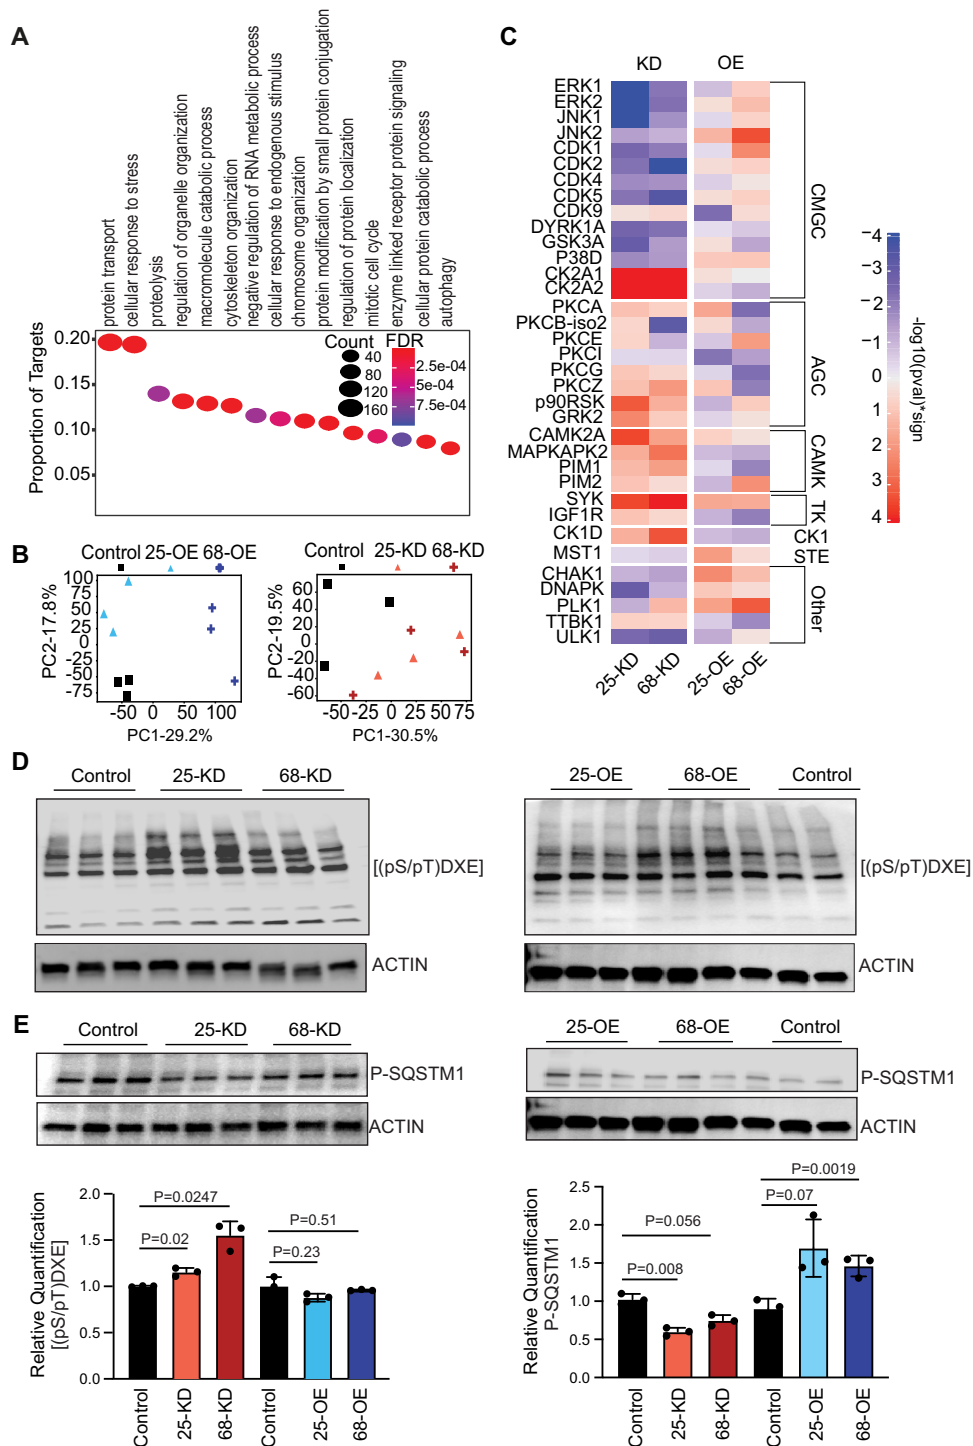 A
protein transport
cellular response to stress
proteolysis
regulation of organelle organization
macromolecule catabolic process
cytoskeleton organization
negative regulation of RNA metabolic process
cellular response to endogenous stimulus
chromosome organization
protein modification by small protein conjugation
regulation of protein localization
mitotic cell cycle
enzyme linked receptor protein signaling
cellular protein catabolic process
autophagy
Proportion of Targets
0.20
0.15
0.10
0.05
Count
40
80
120
160
FDR
2.5e-04
5e-04
7.5e-04
B
Control 25-OE 68-OE
PC2-17.8%
100
75
50
25
0
-25
-50
-75
-50 0 50 100
PC1-29.2%
Control 25-KD 68-KD
PC2-19.5%
80
60
40
20
0
-20
-40
-60
-50 -25 0 25 50 75
PC1-30.5%
C
KD OE
ERK1
ERK2
JNK1
JNK2
CDK1
CDK2
CDK4
CDK5
CDK9
DYRK1A
GSK3A
P38D
CK2A1
CK2A2
PKCA
PKCB-iso2
PKCE
PKCI
PKCG
PKCZ
p90RSK
GRK2
CAMK2A
MAPKAPK2
PIM1
PIM2
SYK
IGF1R
CK1D
MST1
CHAK1
DNAPK
PLK1
TTBK1
ULK1
CMGC
AGC
CAMK
TK
CK1
STE
Other
25-KD
68-KD
25-OE
68-OE
-4
-3
-2
-1
0
1
2
3
4
-log10(pval)*sign
D
Control 25-KD 68-KD
[(pS/pT)DXE]
ACTIN
25-OE 68-OE Control
[(pS/pT)DXE]
ACTIN
E
Control 25-KD 68-KD
P-SQSTM1
ACTIN
25-OE 68-OE Control
P-SQSTM1
ACTIN
Relative Quantification
[(pS/pT)DXE]
2.0
1.5
1.0
0.5
0.0
P=0.0247
P=0.02
P=0.51
P=0.23
Control
25-KD
68-KD
Control
25-OE
68-OE
Relative Quantification
P-SQSTM1
2.5
2.0
1.5
1.0
0.5
0.0
P=0.056
P=0.008
P=0.0019
P=0.07
Control
25-KD
68-KD
Control
25-OE
68-OE